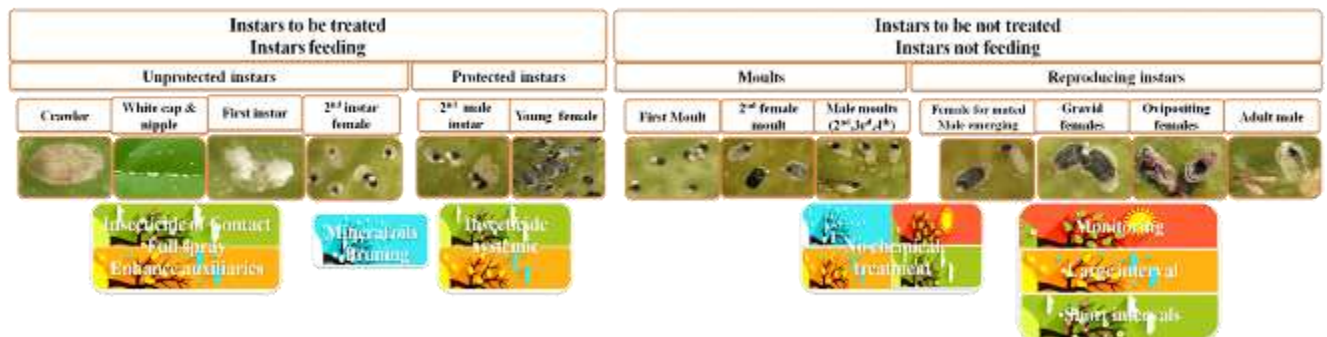 Instars to be treated
Instars feeding
Instars to be not treated
Instars not feeding
Unprotected instars
Protected instars
Moults
Reproducing instars
Crawler
White cap &
nipple
First instar
2nd instar
female
2nd male
instar
Young female
First Moult
2nd female
moult
Male moults
(2nd,3rd,4th)
Female for mated
Male emerging
Gravid
females
Ovipositing
females
Adult male
Insecticide of Contact
•Full spray
Enhance auxiliaries
Mineral oils
Pruning
Insecticide
systemic
•No chemical
treatment
Monitoring
•Large interval
•Short intervals